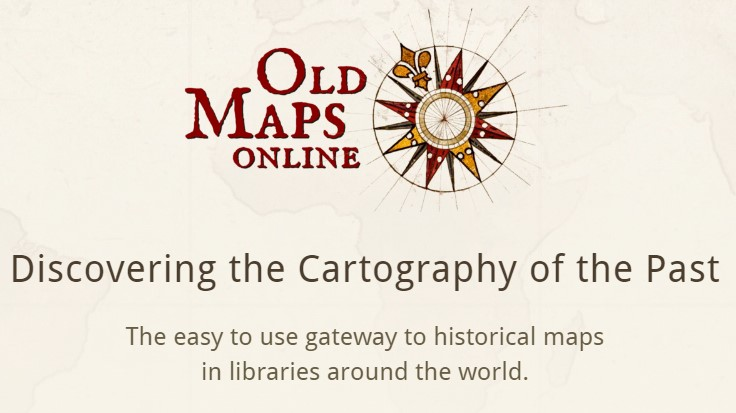 OLD
MAPS
ONLINE
Discovering the Cartography of the Past
The easy to use gateway to historical maps
in libraries around the world.